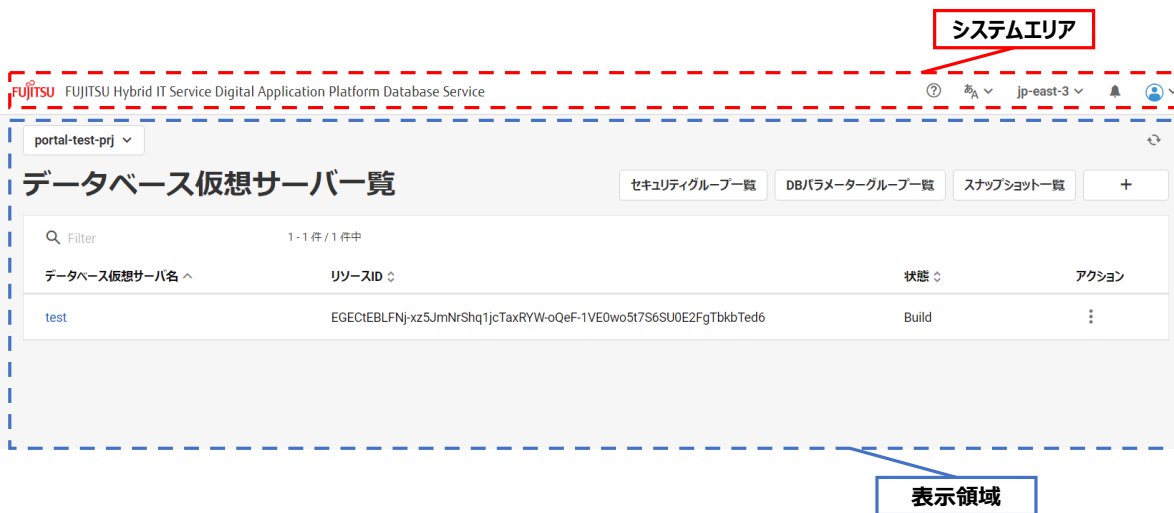 システムエリア
FUJITSU FUJITSU Hybrid IT Service Digital Application Platform Database Service あA jp-east-3
portal-test-prj
データベース仮想サーバ一覧 セキュリティグループ一覧 DBパラメーターグループ一覧 スナップショット一覧 +
Filter 1 - 1 件 / 1 件中
データベース仮想サーバ名 リソースID 状態 アクション
test EGECtEBLFNj-xz5JmNrShq1jcTaxRYW-oQeF-1VE0wo5t7S6SU0E2FgTbkbTed6 Build
表示領域